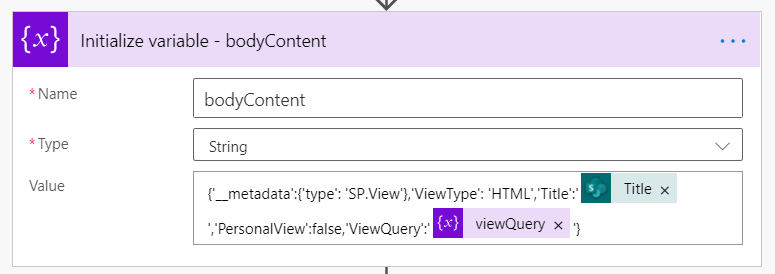 {x} Initialize variable - bodyContent ...
* Name
bodyContent
* Type
String
Value
{'__metadata':{'type': 'SP.View'},'ViewType': 'HTML','Title':' S Title ×
','PersonalView':false,'ViewQuery':' {x} viewQuery × '}